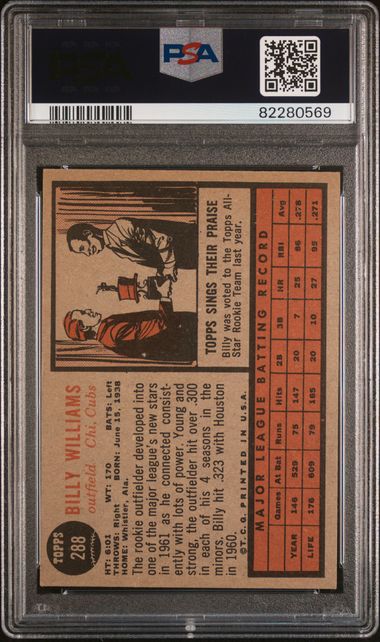 PSA
82280569
TOPPS
288
BILLY WILLIAMS
outfield Chi, Cubs
HT: 6:01 WT: 170 BATS: Left
THROWS: Right BORN: June 15, 1938
HOME: Whistler, Ala.
The rookie outfielder developed into
one of the major league's new stars
in 1961 as he connected consist-
ently with lots of power. Young and
strong, the outfielder hit over .300
in each of his 4 seasons in the
minors. Billy hit .323 with Houston
in 1960.
©T.C.G. PRINTED IN U.S.A.
TOPPS SINGS THEIR PRAISE
Billy was voted to the Topps All-
Star Rookie Team last year.
MAJOR LEAGUE BATTING RECORD
Games At Bat Runs Hits 2B 3B HR RBI Avg
YEAR 146 529 75 147 20 7 25 86 .278
LIFE 176 609 79 165 20 10 27 95 .271